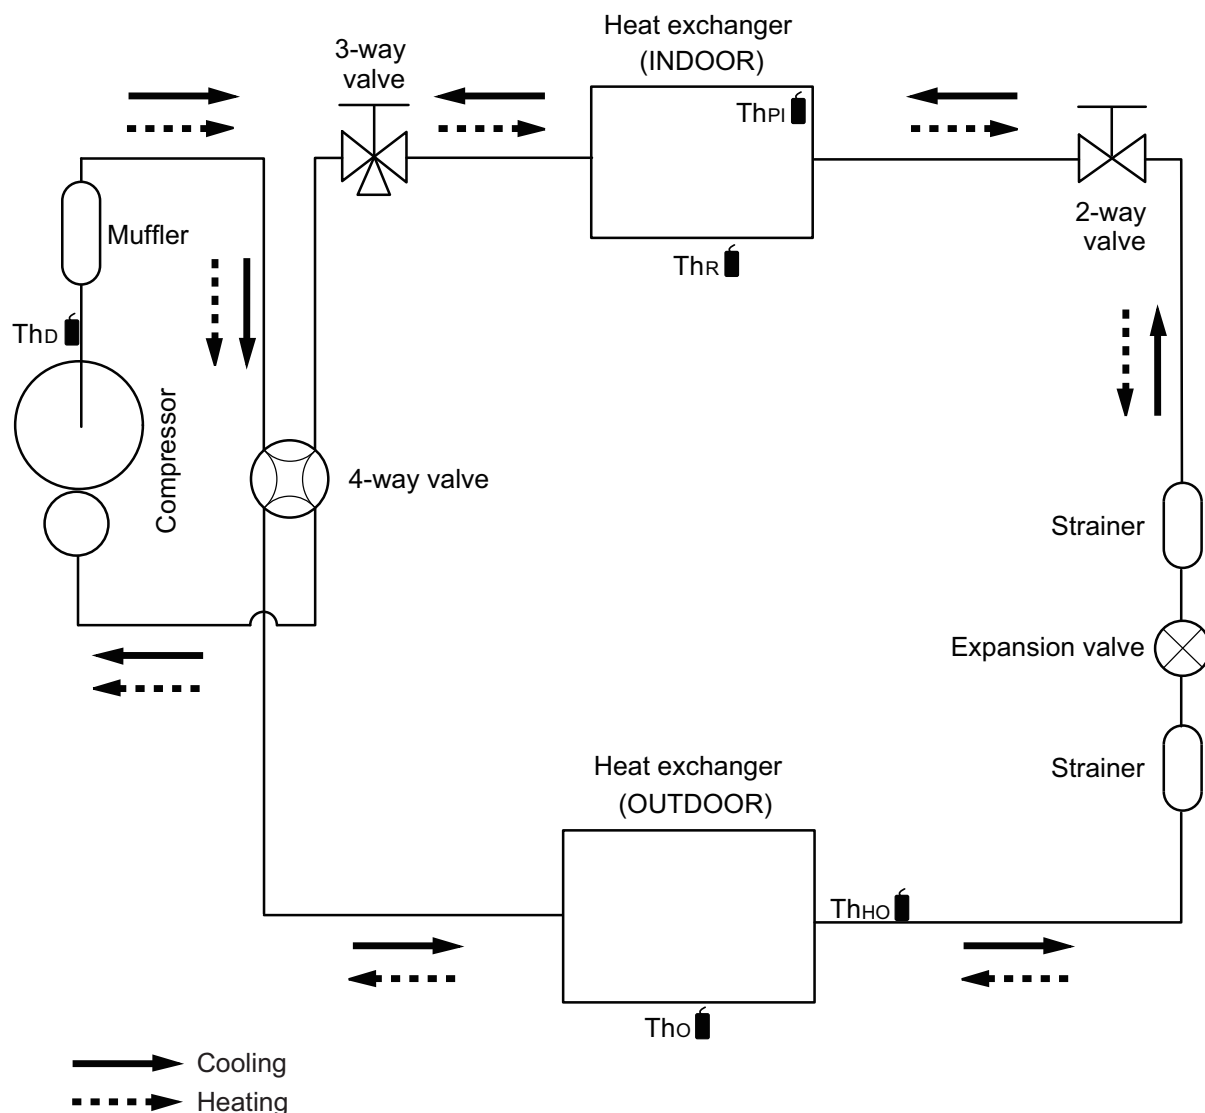 Heat exchanger
(INDOOR)
3-way
valve
ThPI
Muffler
2-way
valve
ThR
ThD
Compressor
4-way valve
Strainer
Expansion valve
Heat exchanger
(OUTDOOR)
Strainer
ThHO
ThO
Cooling
Heating